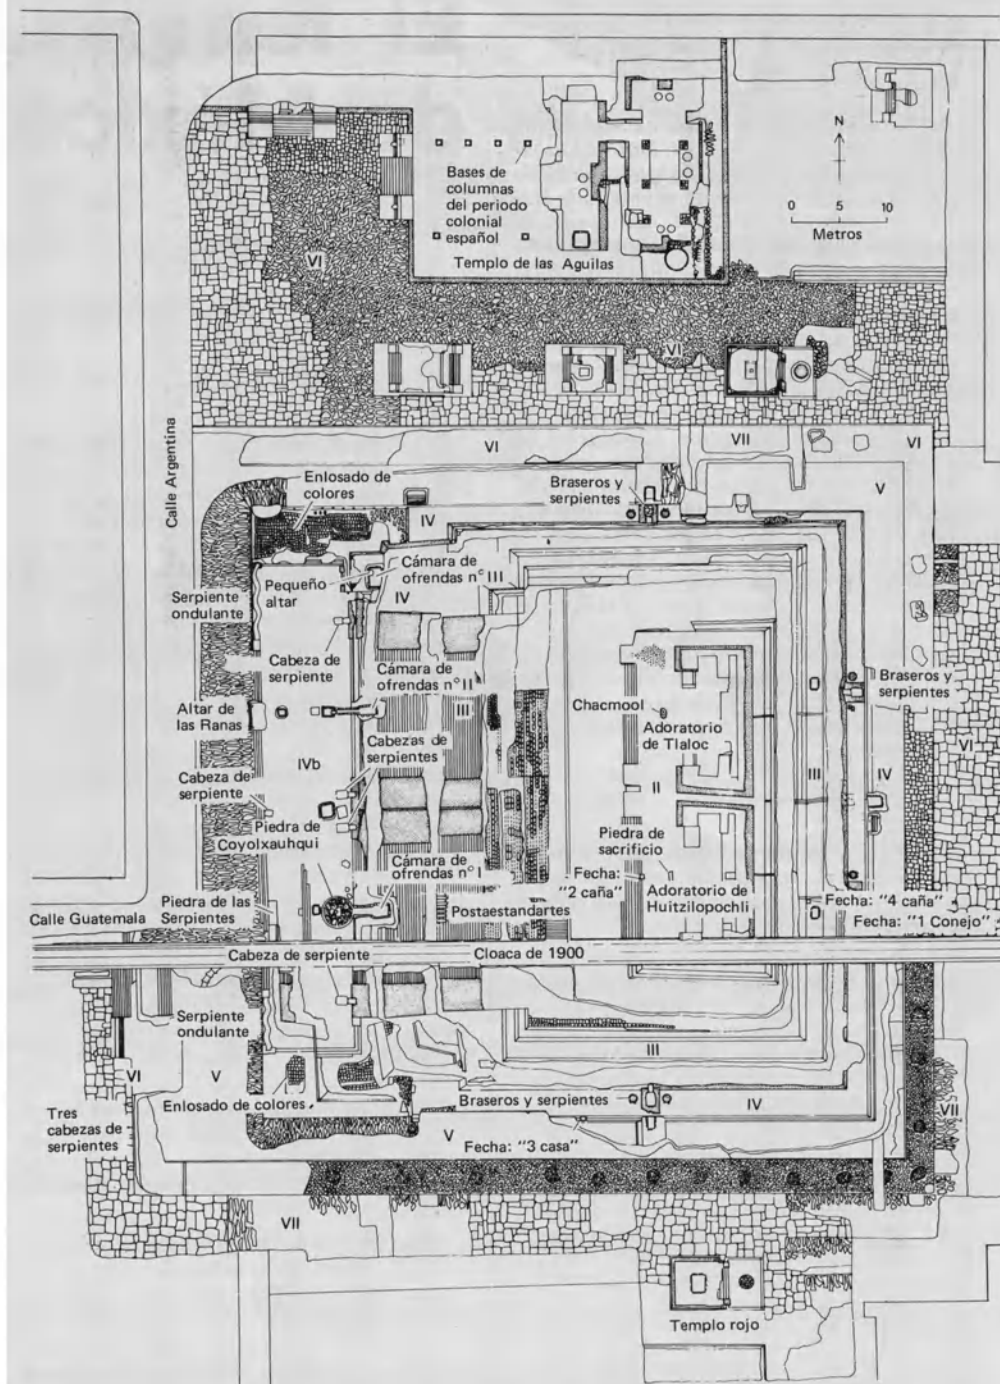 N
0 5 10
Metros
Bases de
columnas
del periodo
colonial
español
Templo de las Aguilas
VI
VI
Calle Argentina
VI
VII
VI
V
Enlosado de
colores
Braseros y
serpientes
IV
Cámara de
ofrendas n° III
IV
Pequeño
altar
Serpiente
ondulante
Cabeza de
serpiente
Cámara de
ofrendas n° II
III
Altar de
las Ranas
Braseros y
serpientes
Chacmool
Adoratorio
de Tlaloc
Cabezas de
serpientes
IVb
VI
III
IV
II
Cabeza de
serpiente
Piedra de
Coyolxauhqui
Piedra de
sacrificio
Cámara de
ofrendas n° I
Fecha:
"2 caña"
Adoratorio de
Huitzilopochli
Fecha: "4 caña"
Fecha: "1 Conejo"
Piedra de las
Serpientes
Calle Guatemala
Postaestandartes
Cabeza de serpiente
Cloaca de 1900
Serpiente
ondulante
III
VI
V
Enlosado de colores
Braseros y serpientes
IV
VII
Tres
cabezas de
serpientes
V
Fecha: "3 casa"
VII
Templo rojo